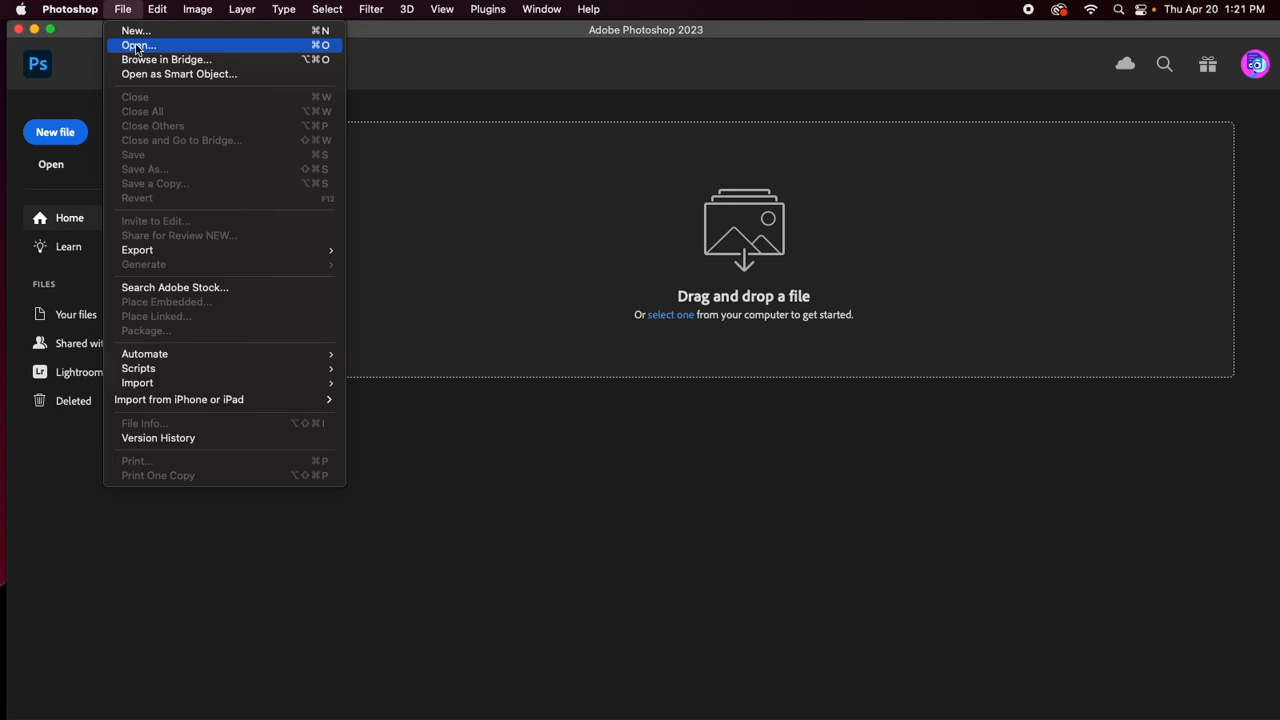 Photoshop File Edit Image Layer Type Select Filter 3D View Plugins Window Help Thu Apr 20 1:21 PM
Adobe Photoshop 2023
Ps
New... ⌘N
Open... ⌘O
Browse in Bridge... ⌥⌘O
Open as Smart Object...
Close ⌘W
Close All ⌥⌘W
Close Others ⌥⌘P
Close and Go to Bridge... ⇧⌘W
Save ⌘S
Save As... ⇧⌘S
Save a Copy... ⌥⌘S
Revert F12
Invite to Edit...
Share for Review NEW...
Export
Generate
Search Adobe Stock...
Place Embedded...
Place Linked...
Package...
Automate
Scripts
Import
Import from iPhone or iPad
File Info... ⌥⇧⌘I
Version History
Print... ⌘P
Print One Copy ⌥⇧⌘P
New file
Open
Home
Learn
FILES
Your files
Shared wit
Lr Lightroom
Deleted
Drag and drop a file
Or select one from your computer to get started.